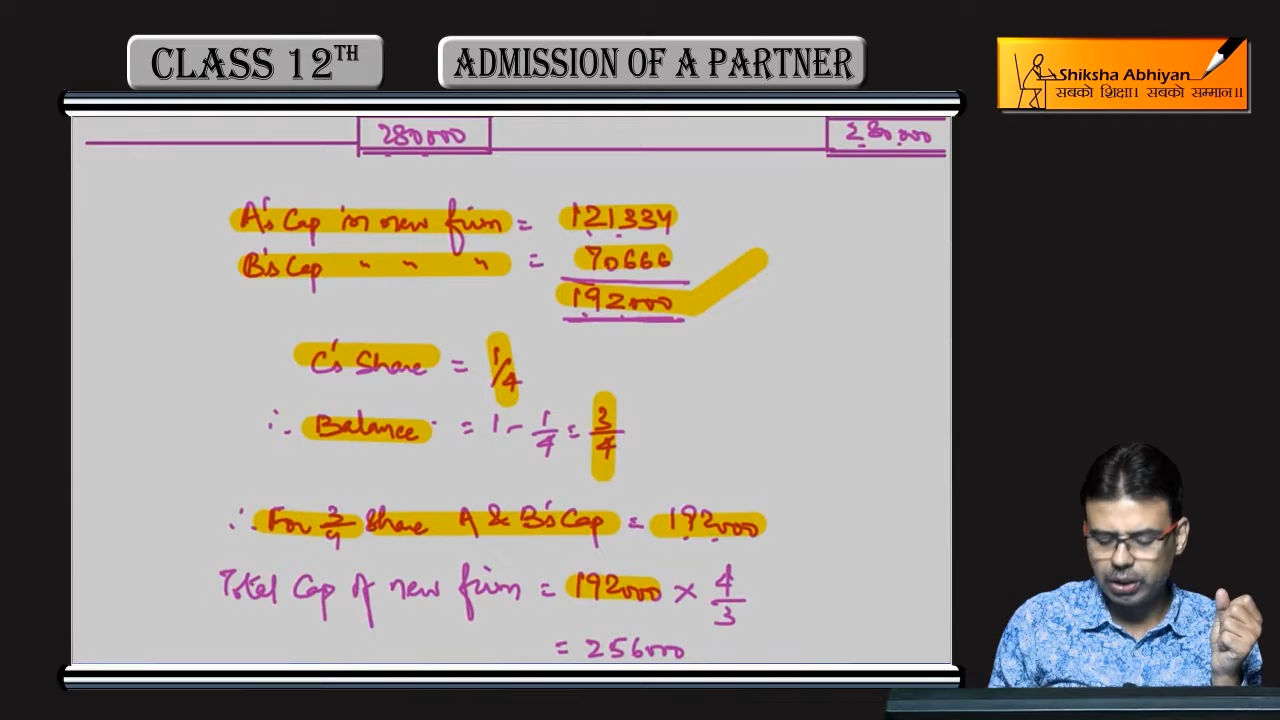 CLASS 12TH
ADMISSION OF A PARTNER
Shiksha Abhiyan
सबको शिक्षा। सबको सम्मान।।
280000 280,000
A's Cap in new firm = 121334
B's Cap " " " = 70666
192000
C's Share = 1/4
∴ Balance = 1 - 1/4 = 3/4
∴ For 3/4 Share A & B's Cap = 192000
Total Cap of new firm = 192000 × 4/3
= 256000